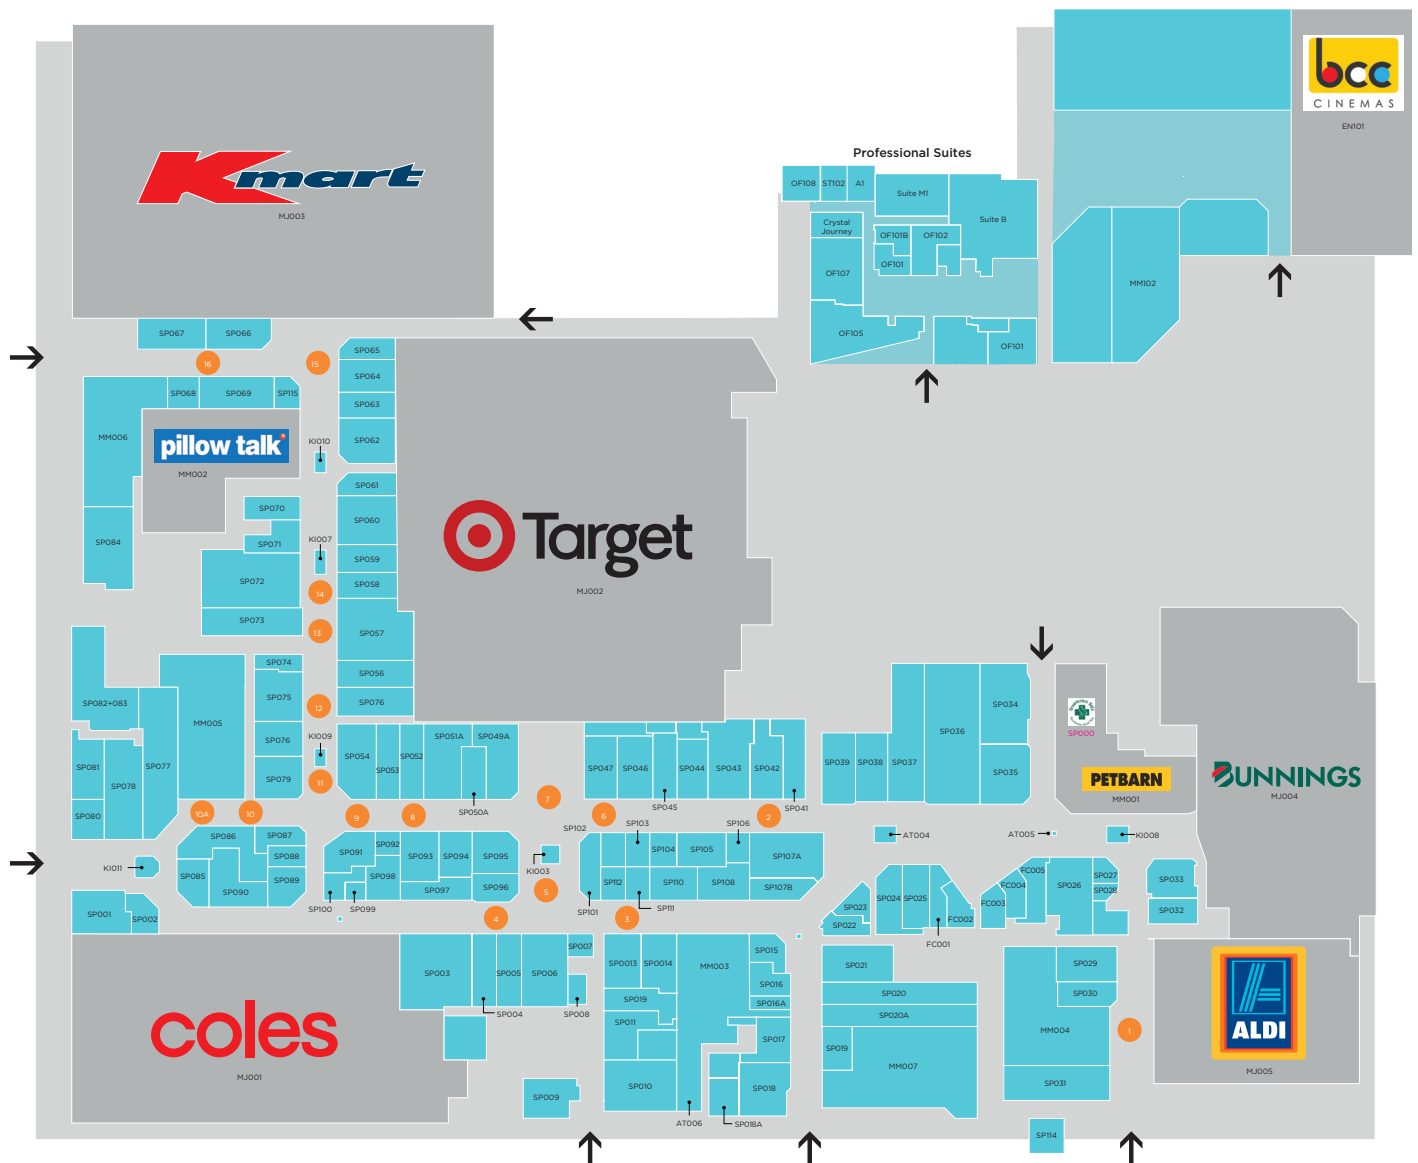 bcc
CINEMAS
EN101
Kmart
MJ003
Professional Suites
OF108
ST102
A1
Suite M1
Suite B
Crystal
Journey
OF101B
OF102
OF101
OF107
OF105
OF101
MM102
SP067
SP066
16
15
SP065
SP064
SP063
SP062
SP068
SP069
SP115
MM006
pillow talk
MM002
KI010
SP061
SP060
SP059
SP058
SP057
SP056
SP076
Target
MJ002
SP070
SP071
KI007
SP084
SP072
14
SP073
13
SP074
SP075
12
SP076
KI009
SP079
11
SP082+083
MM005
SP077
SP081
SP078
SP080
10A
10
SP054
SP053
SP052
SP051A
SP049A
SP050A
9
8
7
SP047
SP046
SP045
SP044
SP043
SP042
SP041
6
2
SP039
SP038
SP037
SP036
SP034
SP035
SP000
PETBARN
MM001
BUNNINGS
MJ004
AT004
AT005
KI008
SP086
SP087
SP088
SP085
SP090
SP089
KI011
SP091
SP092
SP093
SP094
SP095
SP098
SP097
SP096
SP100
SP099
KI003
5
SP102
SP103
SP104
SP105
SP106
SP107A
SP112
SP110
SP108
SP107B
SP101
SP111
4
3
SP023
SP022
SP024
SP025
FC001
FC002
FC003
FC004
FC005
SP026
SP027
SP028
SP033
SP032
SP001
SP002
coles
MJ001
SP003
SP004
SP005
SP006
SP007
SP008
SP009
SP0013
SP0014
MM003
SP015
SP016
SP016A
SP019
SP011
SP017
SP010
SP018
AT006
SP018A
SP021
SP020
SP020A
SP019
MM007
SP029
SP030
MM004
SP031
1
SP114
ALDI
MJ005